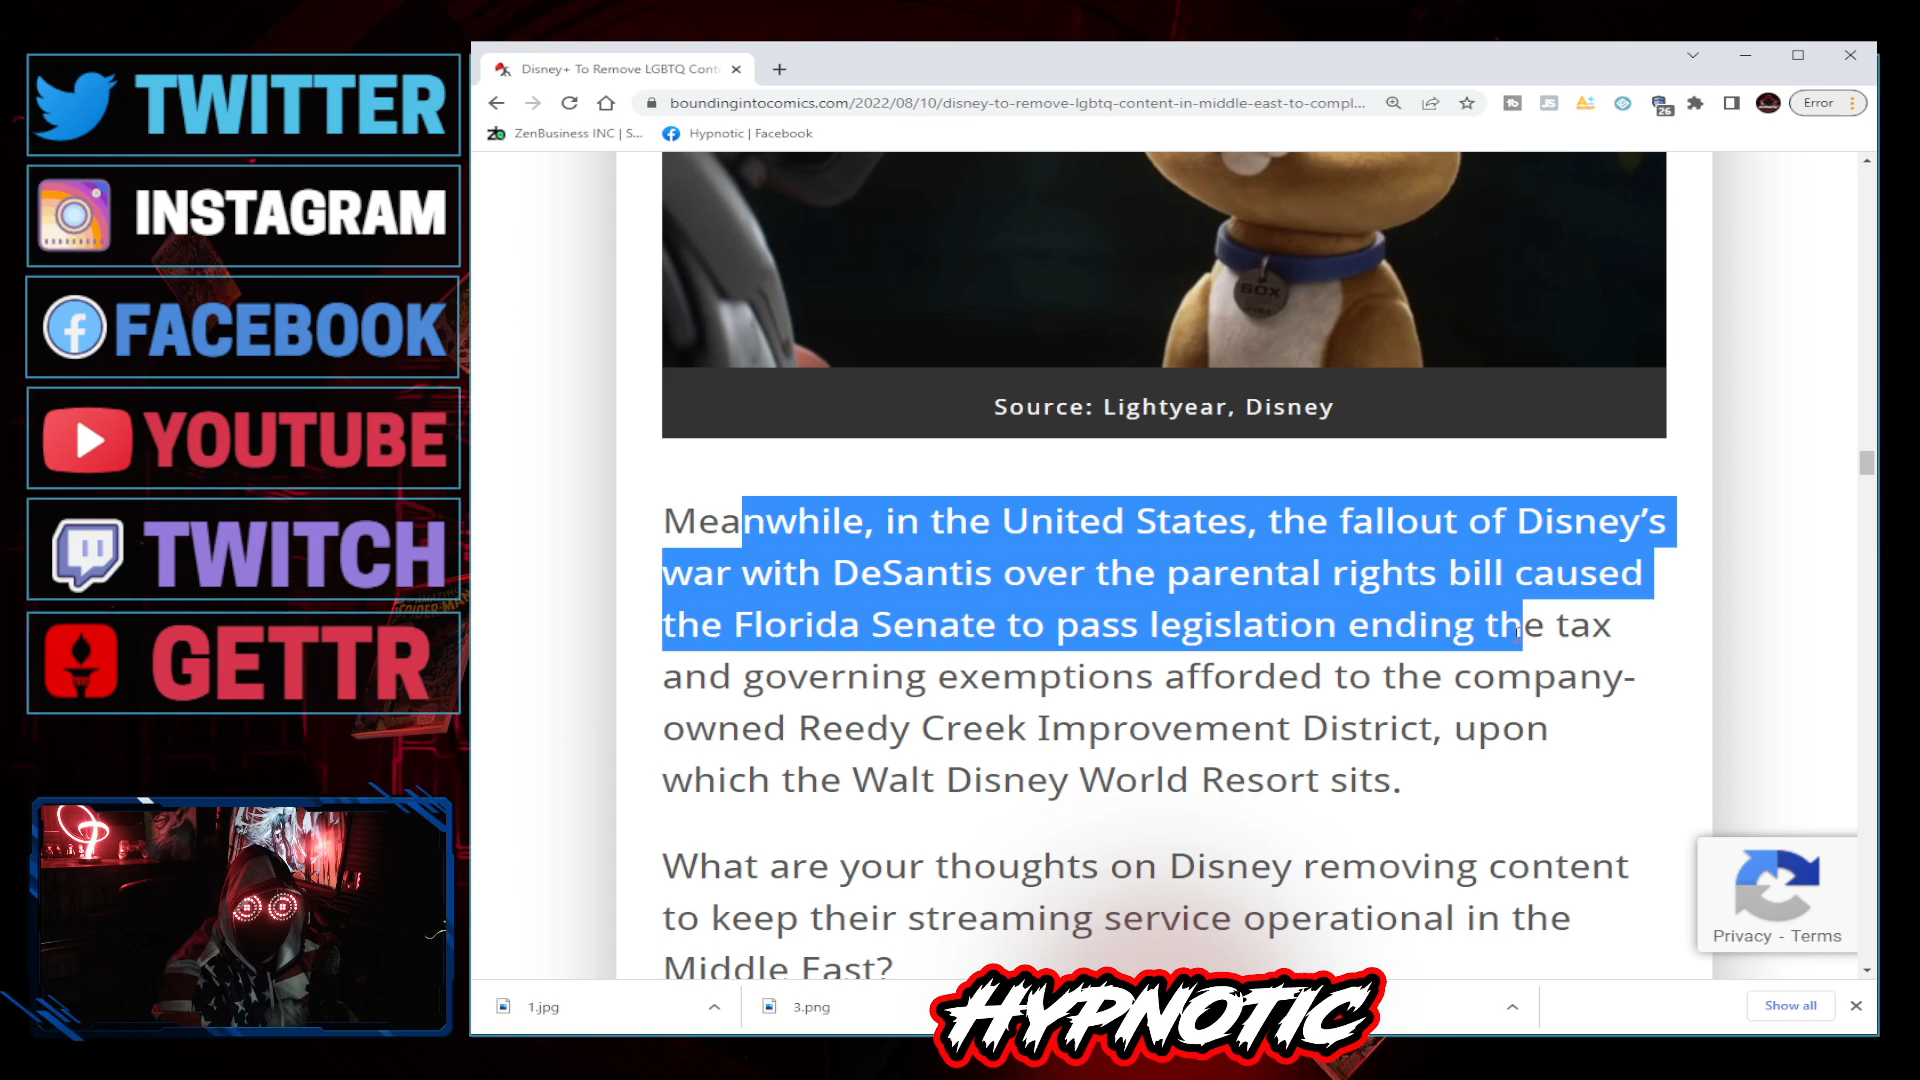 TWITTER
INSTAGRAM
FACEBOOK
YOUTUBE
TWITCH
GETTR
Disney+ To Remove LGBTQ Cont
boundingintocomics.com/2022/08/10/disney-to-remove-lgbtq-content-in-middle-east-to-compl...
26
Error
ZenBusiness INC | S...
Hypnotic | Facebook
SOX
Source: Lightyear, Disney
Meanwhile, in the United States, the fallout of Disney’s
war with DeSantis over the parental rights bill caused
the Florida Senate to pass legislation ending the tax
and governing exemptions afforded to the company-
owned Reedy Creek Improvement District, upon
which the Walt Disney World Resort sits.
What are your thoughts on Disney removing content
to keep their streaming service operational in the
Middle East?
Privacy - Terms
1.jpg
3.png
Show all
HYPNOTIC